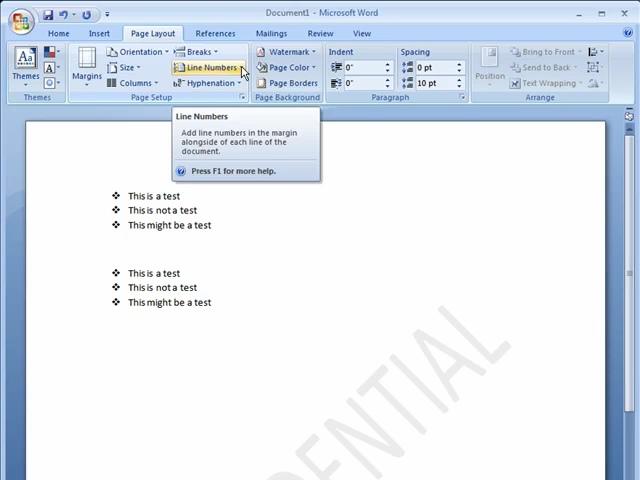 Document1 - Microsoft Word
Home Insert Page Layout References Mailings Review View
Themes
Themes
Margins
Orientation
Size
Columns
Breaks
Line Numbers
Hyphenation
Page Setup
Watermark
Page Color
Page Borders
Page Background
Indent
0"
0"
Spacing
0 pt
10 pt
Paragraph
Position
Bring to Front
Send to Back
Text Wrapping
Arrange
Line Numbers
Add line numbers in the margin
alongside of each line of the
document.
Press F1 for more help.
This is a test
This is not a test
This might be a test
This is a test
This is not a test
This might be a test
ENTIAL